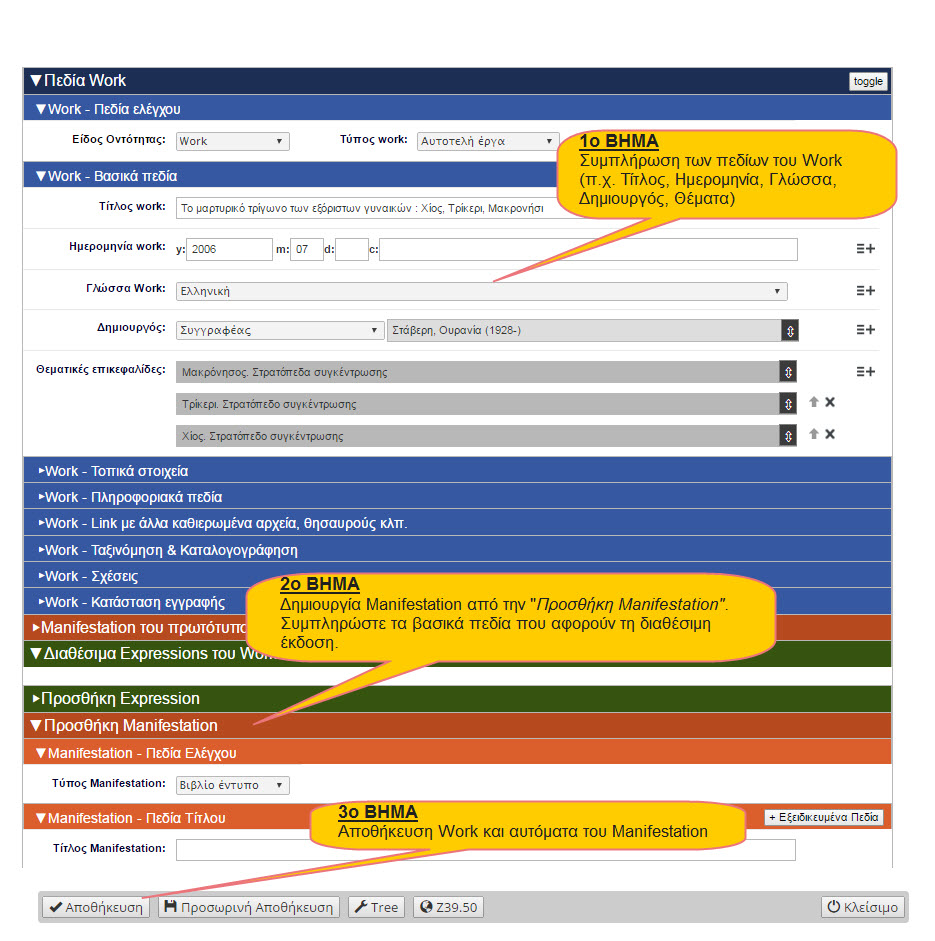 ▼Πεδία Work
toggle
▼Work - Πεδία ελέγχου
Είδος Οντότητας: Work
Τύπος work: Αυτοτελή έργα
1ο ΒΗΜΑ
Συμπλήρωση των πεδίων του Work
(π.χ. Τίτλος, Ημερομηνία, Γλώσσα,
Δημιουργός, Θέματα)
▼Work - Βασικά πεδία
Τίτλος work: Το μαρτυρικό τρίγωνο των εξόριστων γυναικών : Χίος, Τρίκερι, Μακρονήσι
Ημερομηνία work: y: 2006 m: 07 d: c:
Γλώσσα Work: Ελληνική
Δημιουργός: Συγγραφέας Στάβερη, Ουρανία (1928-)
Θεματικές επικεφαλίδες: Μακρόνησος. Στρατόπεδα συγκέντρωσης
Τρίκερι. Στρατόπεδο συγκέντρωσης
Χίος. Στρατόπεδο συγκέντρωσης
▸Work - Τοπικά στοιχεία
▸Work - Πληροφοριακά πεδία
▸Work - Link με άλλα καθιερωμένα αρχεία, θησαυρούς κλπ.
▸Work - Ταξινόμηση & Καταλογογράφηση
▸Work - Σχέσεις
▸Work - Κατάσταση εγγραφής
2ο ΒΗΜΑ
Δημιουργία Manifestation από την "Προσθήκη Manifestation".
Συμπληρώστε τα βασικά πεδία που αφορούν τη διαθέσιμη
έκδοση.
▸Manifestation του πρωτότυπο
▼Διαθέσιμα Expressions του Wor
▸Προσθήκη Expression
▼Προσθήκη Manifestation
▼Manifestation - Πεδία Ελέγχου
Τύπος Manifestation: Βιβλίο έντυπο
▼Manifestation - Πεδία Τίτλου
+ Εξειδικευμένα Πεδία
3ο ΒΗΜΑ
Αποθήκευση Work και αυτόματα του Manifestation
Τίτλος Manifestation:
Αποθήκευση Προσωρινή Αποθήκευση Tree Z39.50 Κλείσιμο